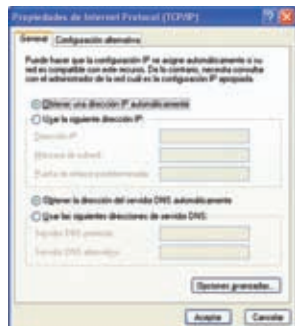 Propiedades de Internet Protocol (TCP/IP)
General
Configuración alternativa
Puede hacer que la configuración IP se asigne automáticamente si su
red es compatible con este recurso. De lo contrario, necesita consultar
con el administrador de la red cuál es la configuración IP apropiada.
Obtener una dirección IP automáticamente
Usar la siguiente dirección IP:
Dirección IP:
Máscara de subred:
Puerta de enlace predeterminada:
Obtener la dirección del servidor DNS automáticamente
Usar las siguientes direcciones de servidor DNS:
Servidor DNS preferido:
Servidor DNS alternativo:
Opciones avanzadas...
Aceptar
Cancelar